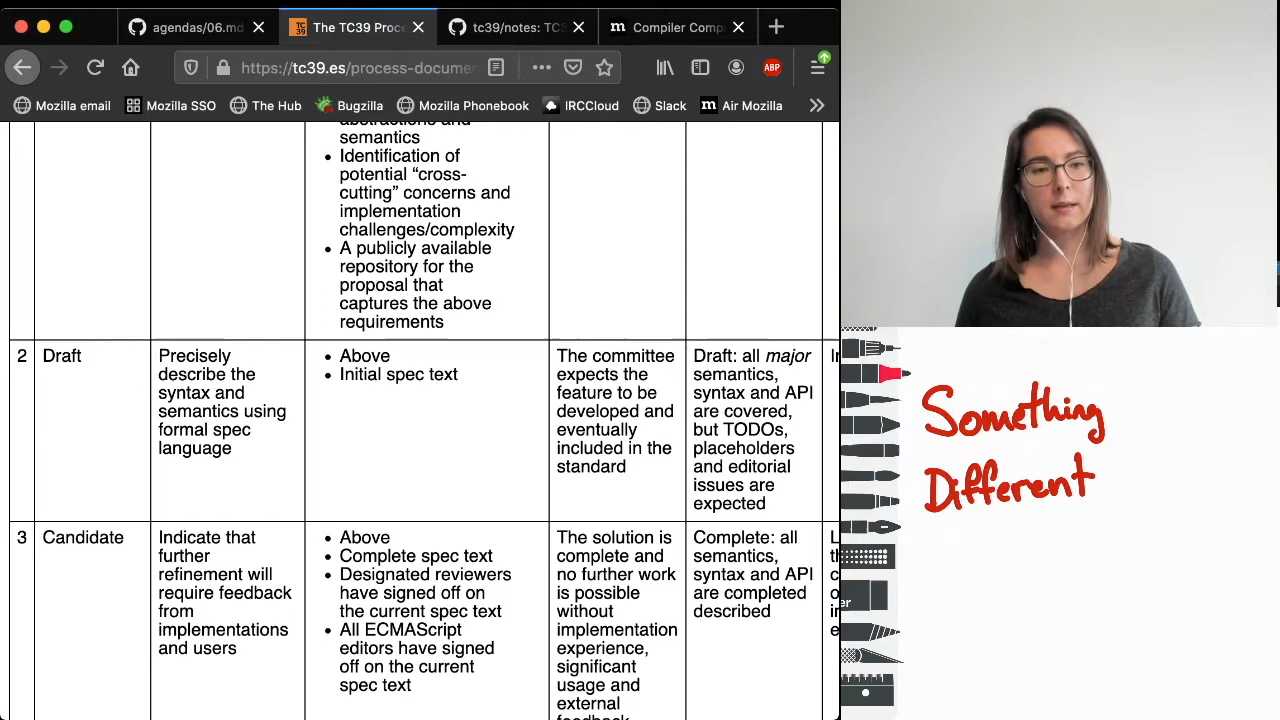 agendas/06.md
The TC39 Proce
tc39/notes: TC3
Compiler Comp
https://tc39.es/process-documen
ABP
Mozilla email
Mozilla SSO
The Hub
Bugzilla
Mozilla Phonebook
IRCCloud
Slack
Air Mozilla
abstractions and
semantics
Identification of
potential “cross-
cutting” concerns and
implementation
challenges/complexity
A publicly available
repository for the
proposal that
captures the above
requirements
2
Draft
Precisely
describe the
syntax and
semantics using
formal spec
language
Above
Initial spec text
The committee
expects the
feature to be
developed and
eventually
included in the
standard
Draft: all major
semantics,
syntax and API
are covered,
but TODOs,
placeholders
and editorial
issues are
expected
3
Candidate
Indicate that
further
refinement will
require feedback
from
implementations
and users
Above
Complete spec text
Designated reviewers
have signed off on
the current spec text
All ECMAScript
editors have signed
off on the current
spec text
The solution is
complete and
no further work
is possible
without
implementation
experience,
significant
usage and
external
feedback
Complete: all
semantics,
syntax and API
are completed
described
Something
Different